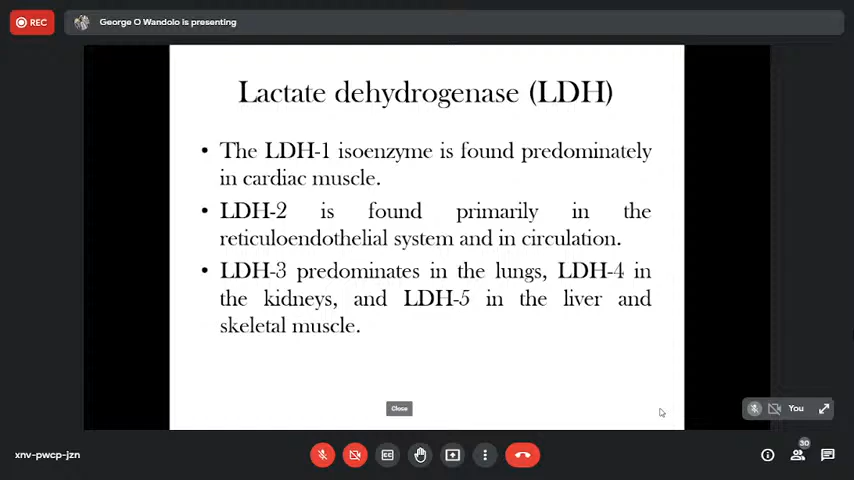 REC
George O Wandolo is presenting
Lactate dehydrogenase (LDH)
• The LDH-1 isoenzyme is found predominately
in cardiac muscle.
• LDH-2 is found primarily in the
reticuloendothelial system and in circulation.
• LDH-3 predominates in the lungs, LDH-4 in
the kidneys, and LDH-5 in the liver and
skeletal muscle.
Close
You
xnv-pwcp-jzn
30